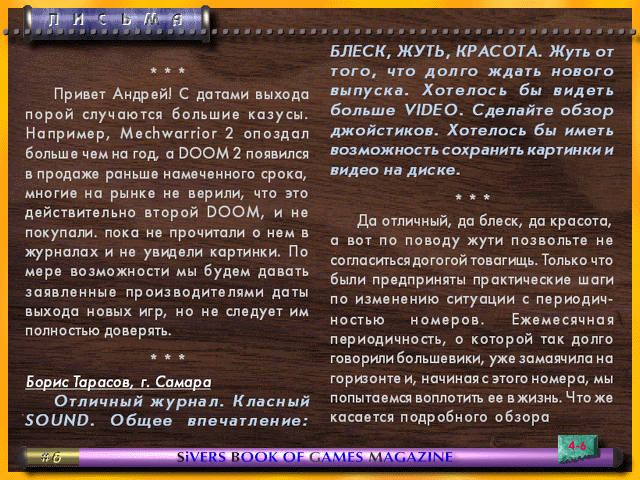 ПИСЬМА
* * *
Привет Андрей! С датами выхода
порой случаются большие казусы.
Например, Mechwarrior 2 опоздал
больше чем на год, а DOOM 2 появился
в продаже раньше намеченного срока,
многие на рынке не верили, что это
действительно второй DOOM, и не
покупали. пока не прочитали о нем в
журналах и не увидели картинки. По
мере возможности мы будем давать
заявленные производителями даты
выхода новых игр, но не следует им
полностью доверять.
* * *
Борис Тарасов, г. Самара
Отличный журнал. Класный
SOUND. Общее впечатление:
БЛЕСК, ЖУТЬ, КРАСОТА. Жуть от
того, что долго ждать нового
выпуска. Хотелось бы видеть
больше VIDEO. Сделайте обзор
джойстиков. Хотелось бы иметь
возможность сохранить картинки и
видео на диске.
* * *
Да отличный, да блеск, да красота,
а вот по поводу жути позвольте не
согласиться догогой товагищь. Только что
были предприняты практические шаги
по изменению ситуации с периодич-
ностью номеров. Ежемесячная
периодичность, о которой так долго
говорили большевики, уже замаячила на
горизонте и, начиная с этого номера, мы
попытаемся воплотить ее в жизнь. Что же
касается подробного обзора
4-6
#6
SiVERS BOOK OF GAMES MAGAZINE